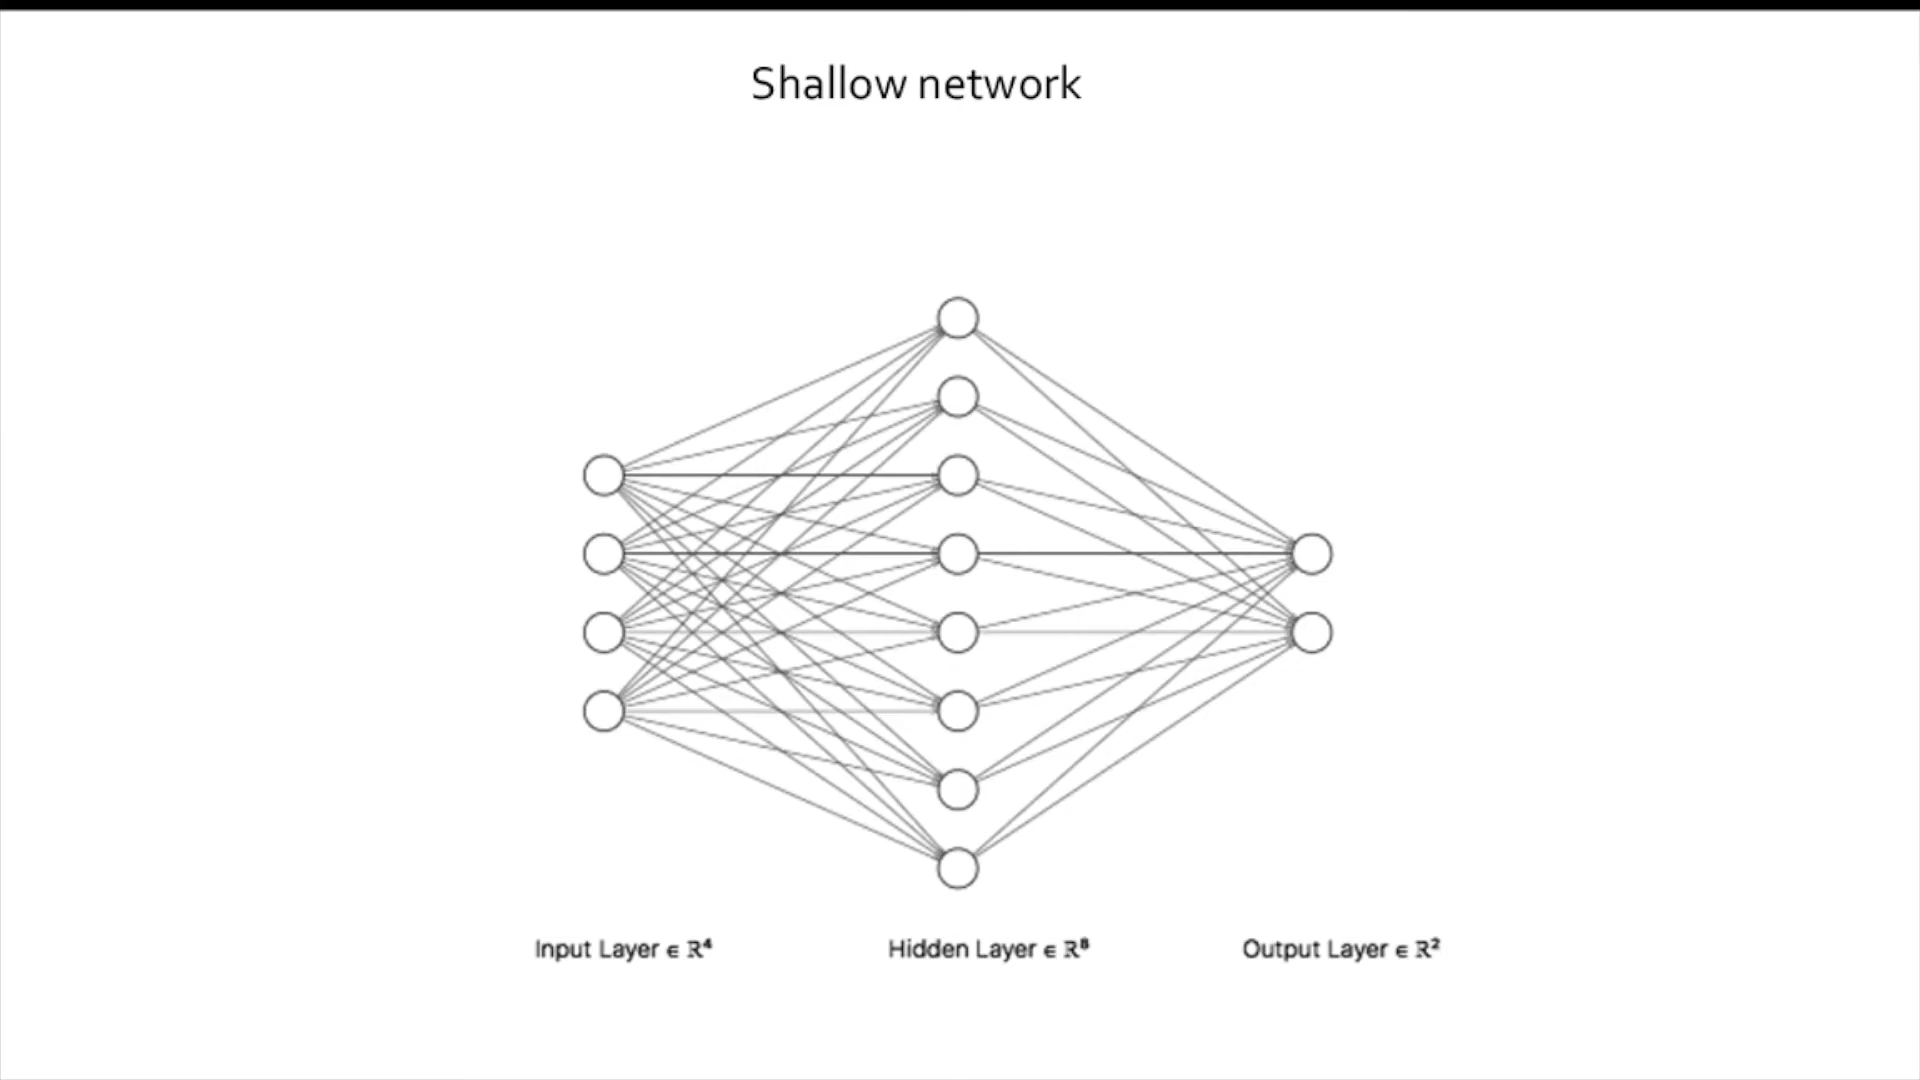 Shallow network
Input Layer ∈ ℝ⁴
Hidden Layer ∈ ℝ⁸
Output Layer ∈ ℝ²